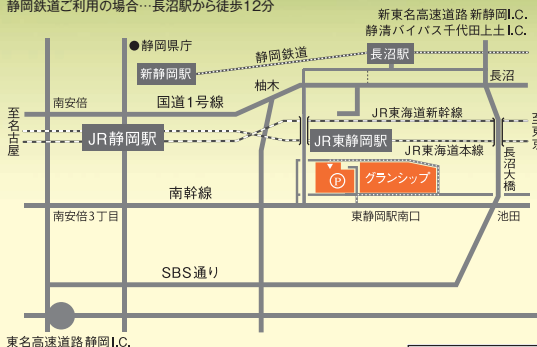 静岡鉄道ご利用の場合…長沼駅から徒歩12分
新東名高速道路 新静岡I.C.
静清バイパス千代田上土I.C.
●静岡県庁
静岡鉄道
長沼駅
新静岡駅
柚木
長沼
南安倍
国道1号線
JR東海道新幹線
至名古屋
JR静岡駅
JR東静岡駅
至東京
JR東海道本線
長沼大橋
P
グランシップ
南幹線
南安倍3丁目
東静岡駅南口
池田
SBS通り
東名高速道路 静岡I.C.